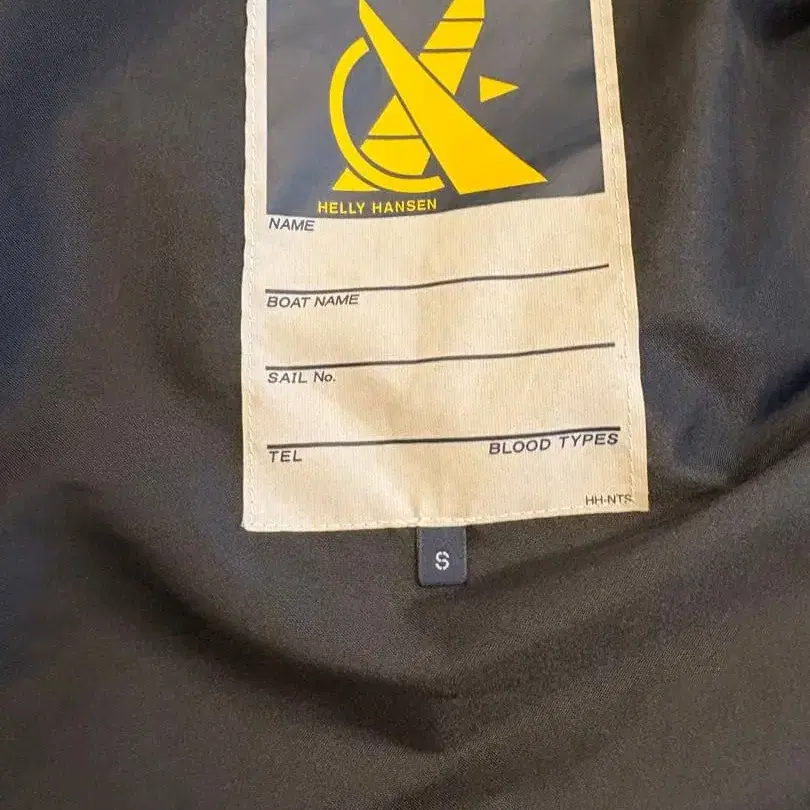 HELLY HANSEN
NAME
BOAT NAME
SAIL No.
TEL BLOOD TYPES
HH-NTS
S